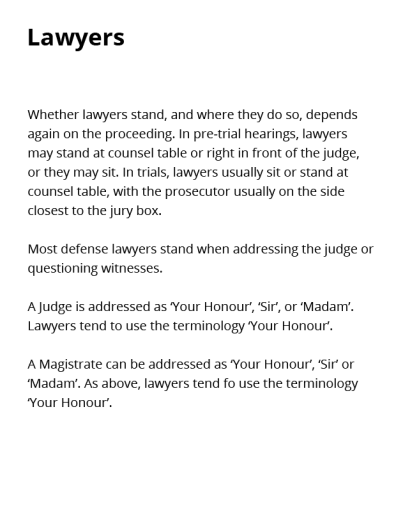 Lawyers
Whether lawyers stand, and where they do so, depends
again on the proceeding. In pre-trial hearings, lawyers
may stand at counsel table or right in front of the judge,
or they may sit. In trials, lawyers usually sit or stand at
counsel table, with the prosecutor usually on the side
closest to the jury box.
Most defense lawyers stand when addressing the judge or
questioning witnesses.
A Judge is addressed as ‘Your Honour’, ‘Sir’, or ‘Madam’.
Lawyers tend to use the terminology ‘Your Honour’.
A Magistrate can be addressed as ‘Your Honour’, ‘Sir’ or
‘Madam’. As above, lawyers tend fo use the terminology
‘Your Honour’.